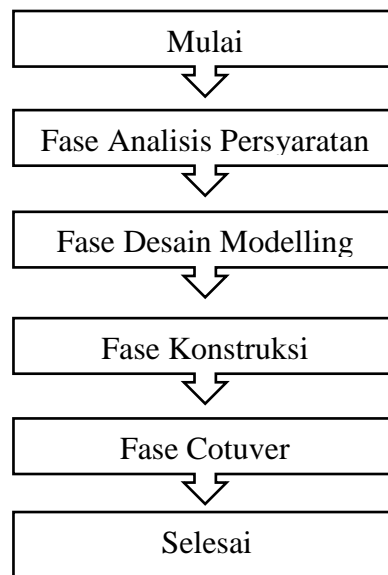 Mulai
Fase Analisis Persyaratan
Fase Desain Modelling
Fase Konstruksi
Fase Cotuver
Selesai